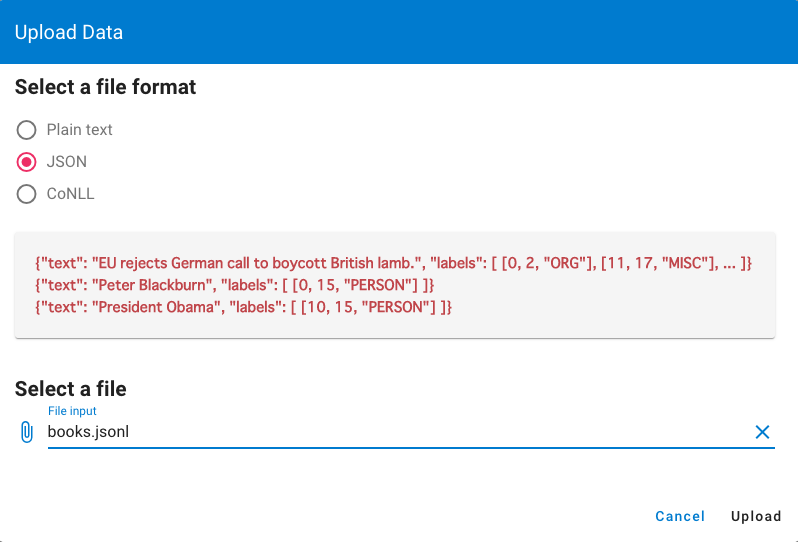 Upload Data
Select a file format
Plain text
JSON
CoNLL
{"text": "EU rejects German call to boycott British lamb.", "labels": [ [0, 2, "ORG"], [11, 17, "MISC"], ... ]}
{"text": "Peter Blackburn", "labels": [ [0, 15, "PERSON"] ]}
{"text": "President Obama", "labels": [ [10, 15, "PERSON"] ]}
Select a file
File input
books.jsonl
Cancel Upload